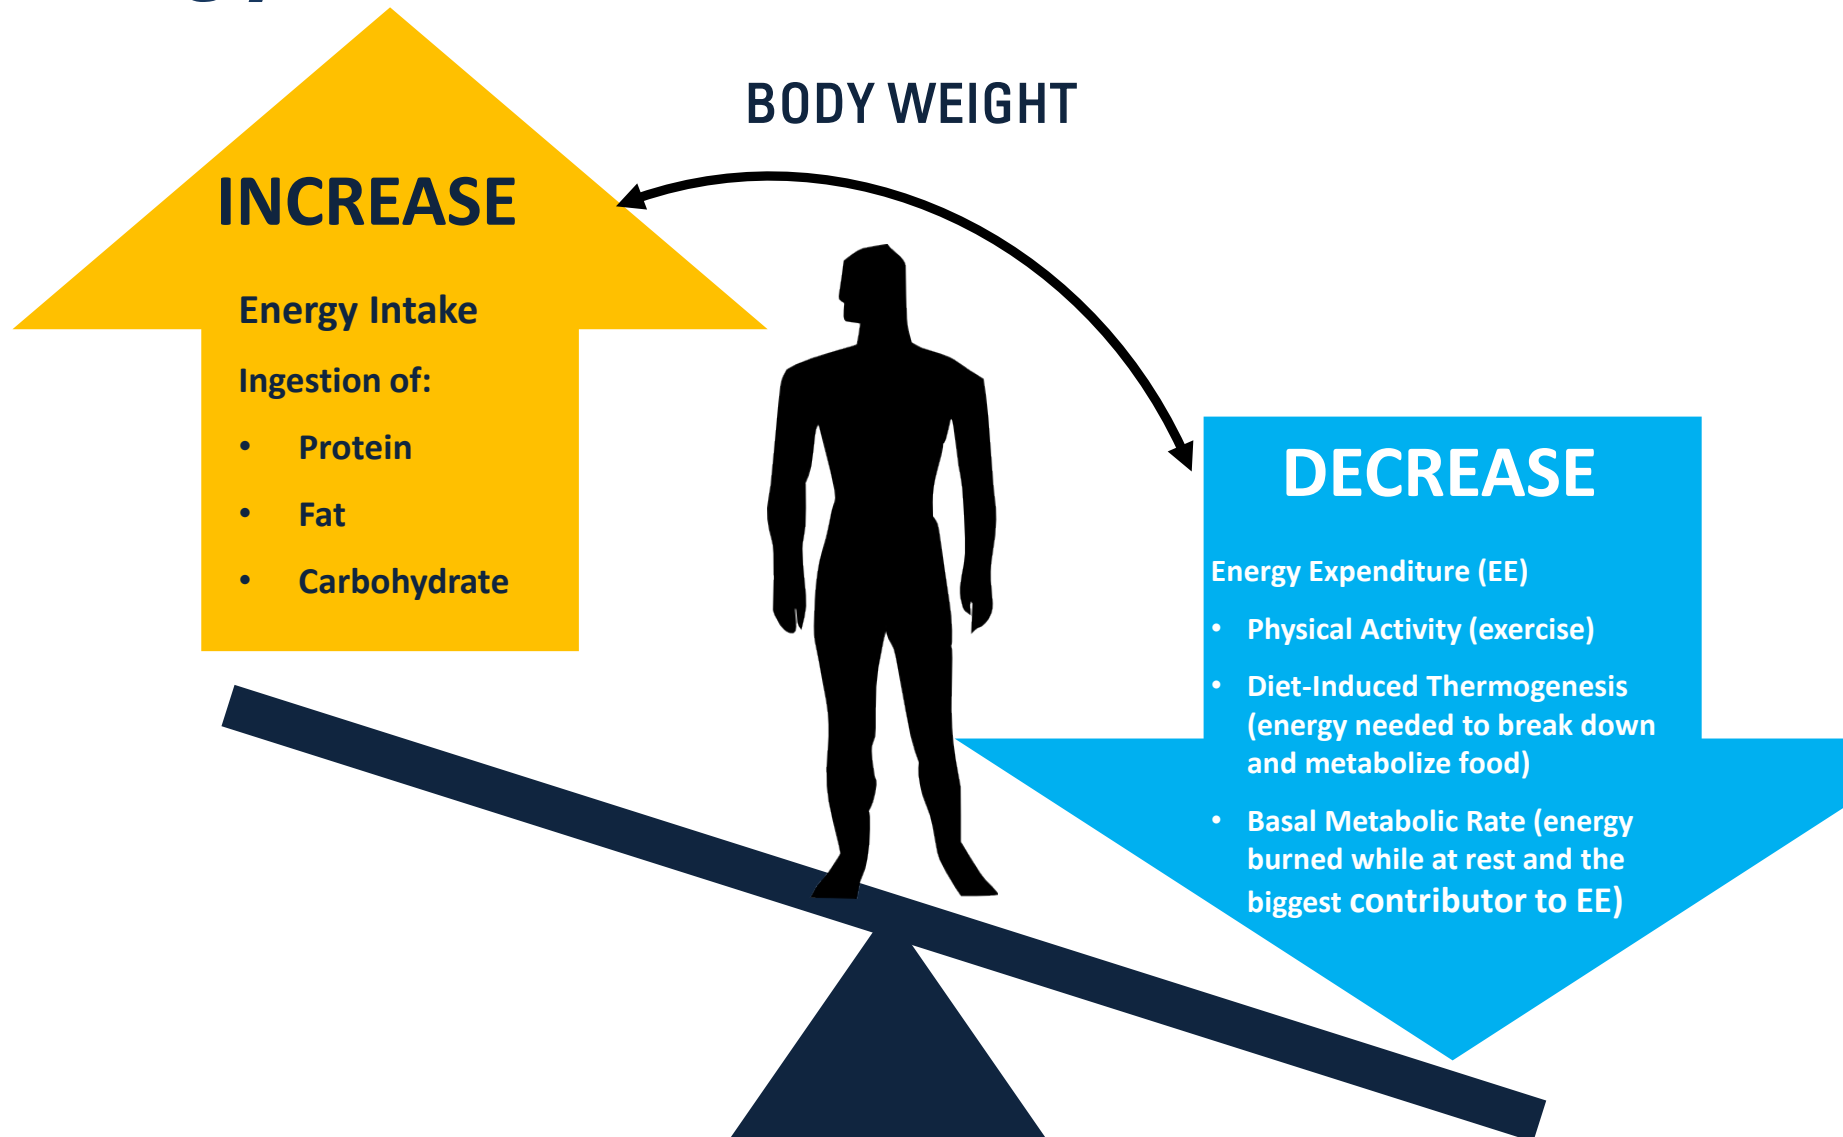 BODY WEIGHT
INCREASE
Energy Intake
Ingestion of:
• Protein
• Fat
• Carbohydrate
DECREASE
Energy Expenditure (EE)
• Physical Activity (exercise)
• Diet-Induced Thermogenesis
(energy needed to break down
and metabolize food)
• Basal Metabolic Rate (energy
burned while at rest and the
biggest contributor to EE)